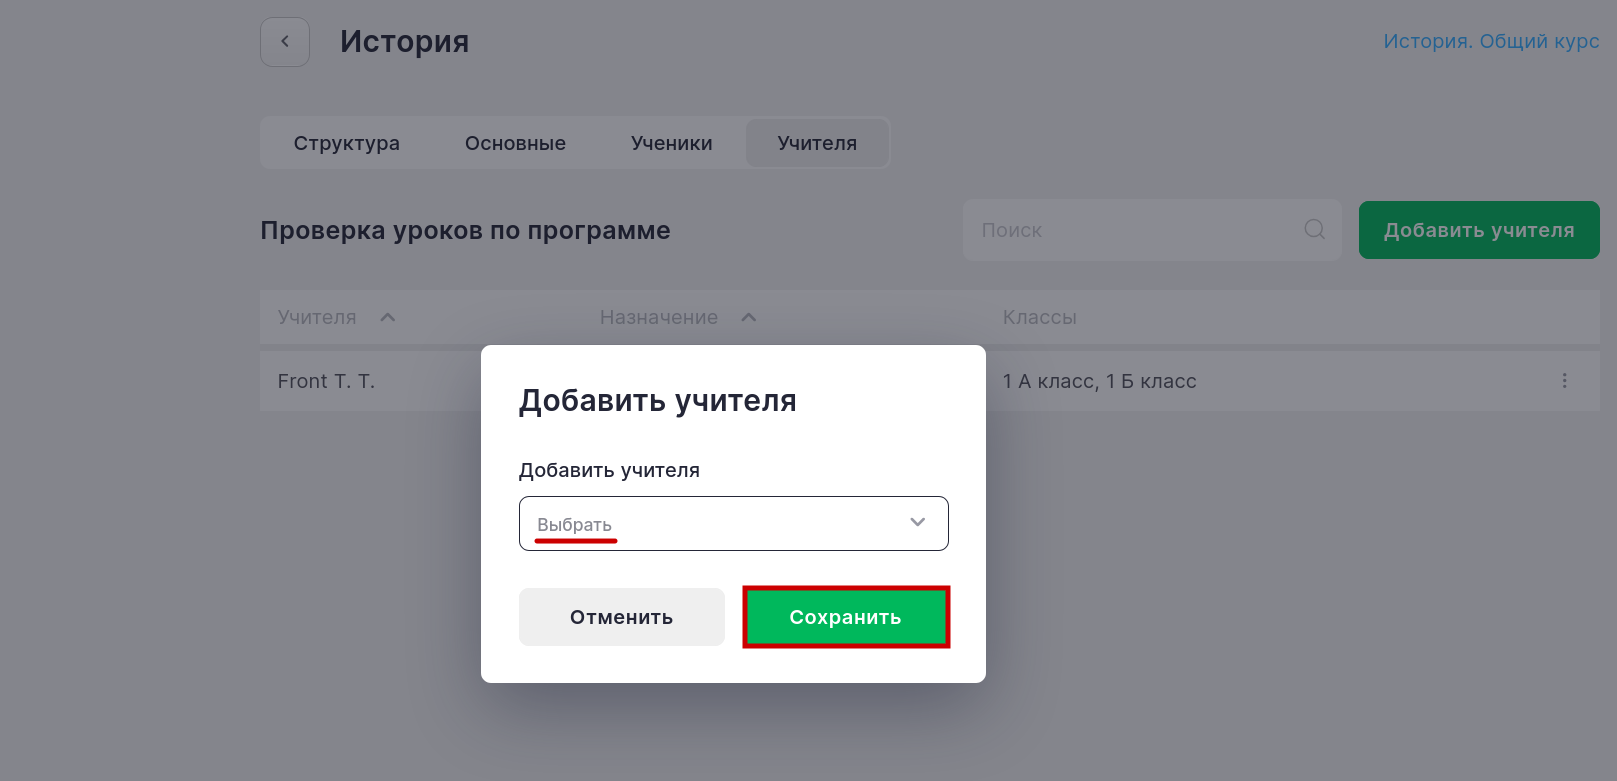 История
История. Общий курс
Структура Основные Ученики Учителя
Проверка уроков по программе
Поиск
Добавить учителя
Учителя Назначение Классы
Front Т. Т. 1 А класс, 1 Б класс
Добавить учителя
Добавить учителя
Выбрать
Отменить Сохранить